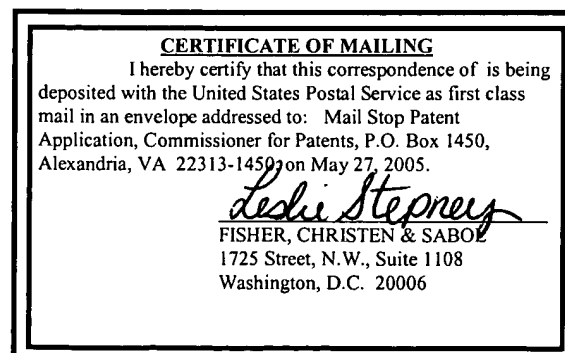 CERTIFICATE OF MAILING
I hereby certify that this correspondence of is being
deposited with the United States Postal Service as first class
mail in an envelope addressed to: Mail Stop Patent
Application, Commissioner for Patents, P.O. Box 1450,
Alexandria, VA 22313-1450, on May 27, 2005.
Leslie Stepney
FISHER, CHRISTEN & SABOL
1725 Street, N.W., Suite 1108
Washington, D.C. 20006